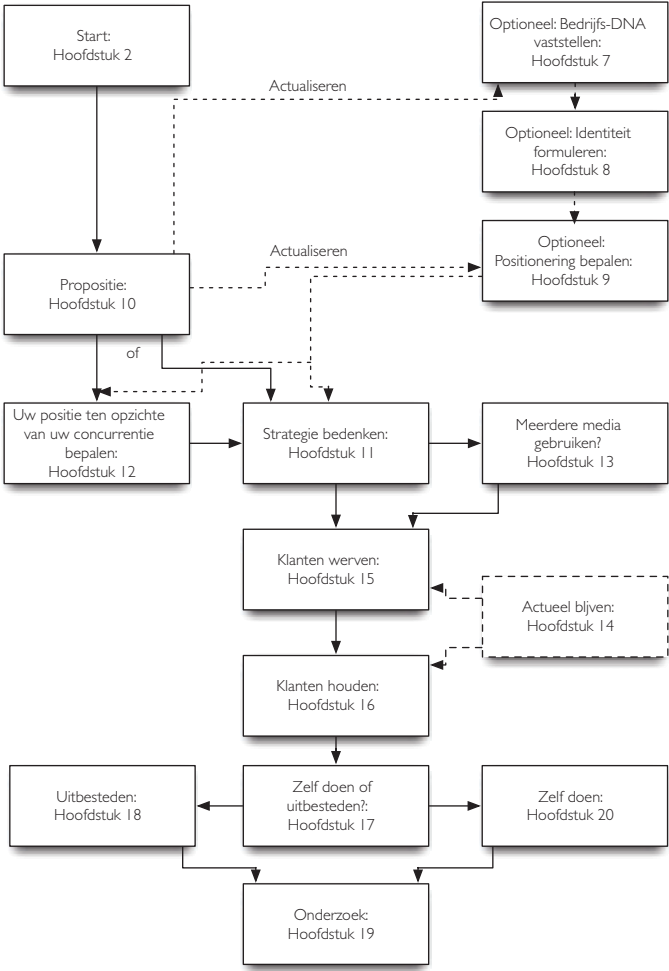 Start:
Hoofdstuk 2
Optioneel: Bedrijfs-DNA
vaststellen:
Hoofdstuk 7
Actualiseren
Optioneel: Identiteit
formuleren:
Hoofdstuk 8
Optioneel:
Positionering bepalen:
Hoofdstuk 9
Actualiseren
Propositie:
Hoofdstuk 10
of
Uw positie ten opzichte
van uw concurrentie
bepalen:
Hoofdstuk 12
Strategie bedenken:
Hoofdstuk 11
Meerdere media
gebruiken?
Hoofdstuk 13
Klanten werven:
Hoofdstuk 15
Actueel blijven:
Hoofdstuk 14
Klanten houden:
Hoofdstuk 16
Uitbesteden:
Hoofdstuk 18
Zelf doen of
uitbesteden?:
Hoofdstuk 17
Zelf doen:
Hoofdstuk 20
Onderzoek:
Hoofdstuk 19